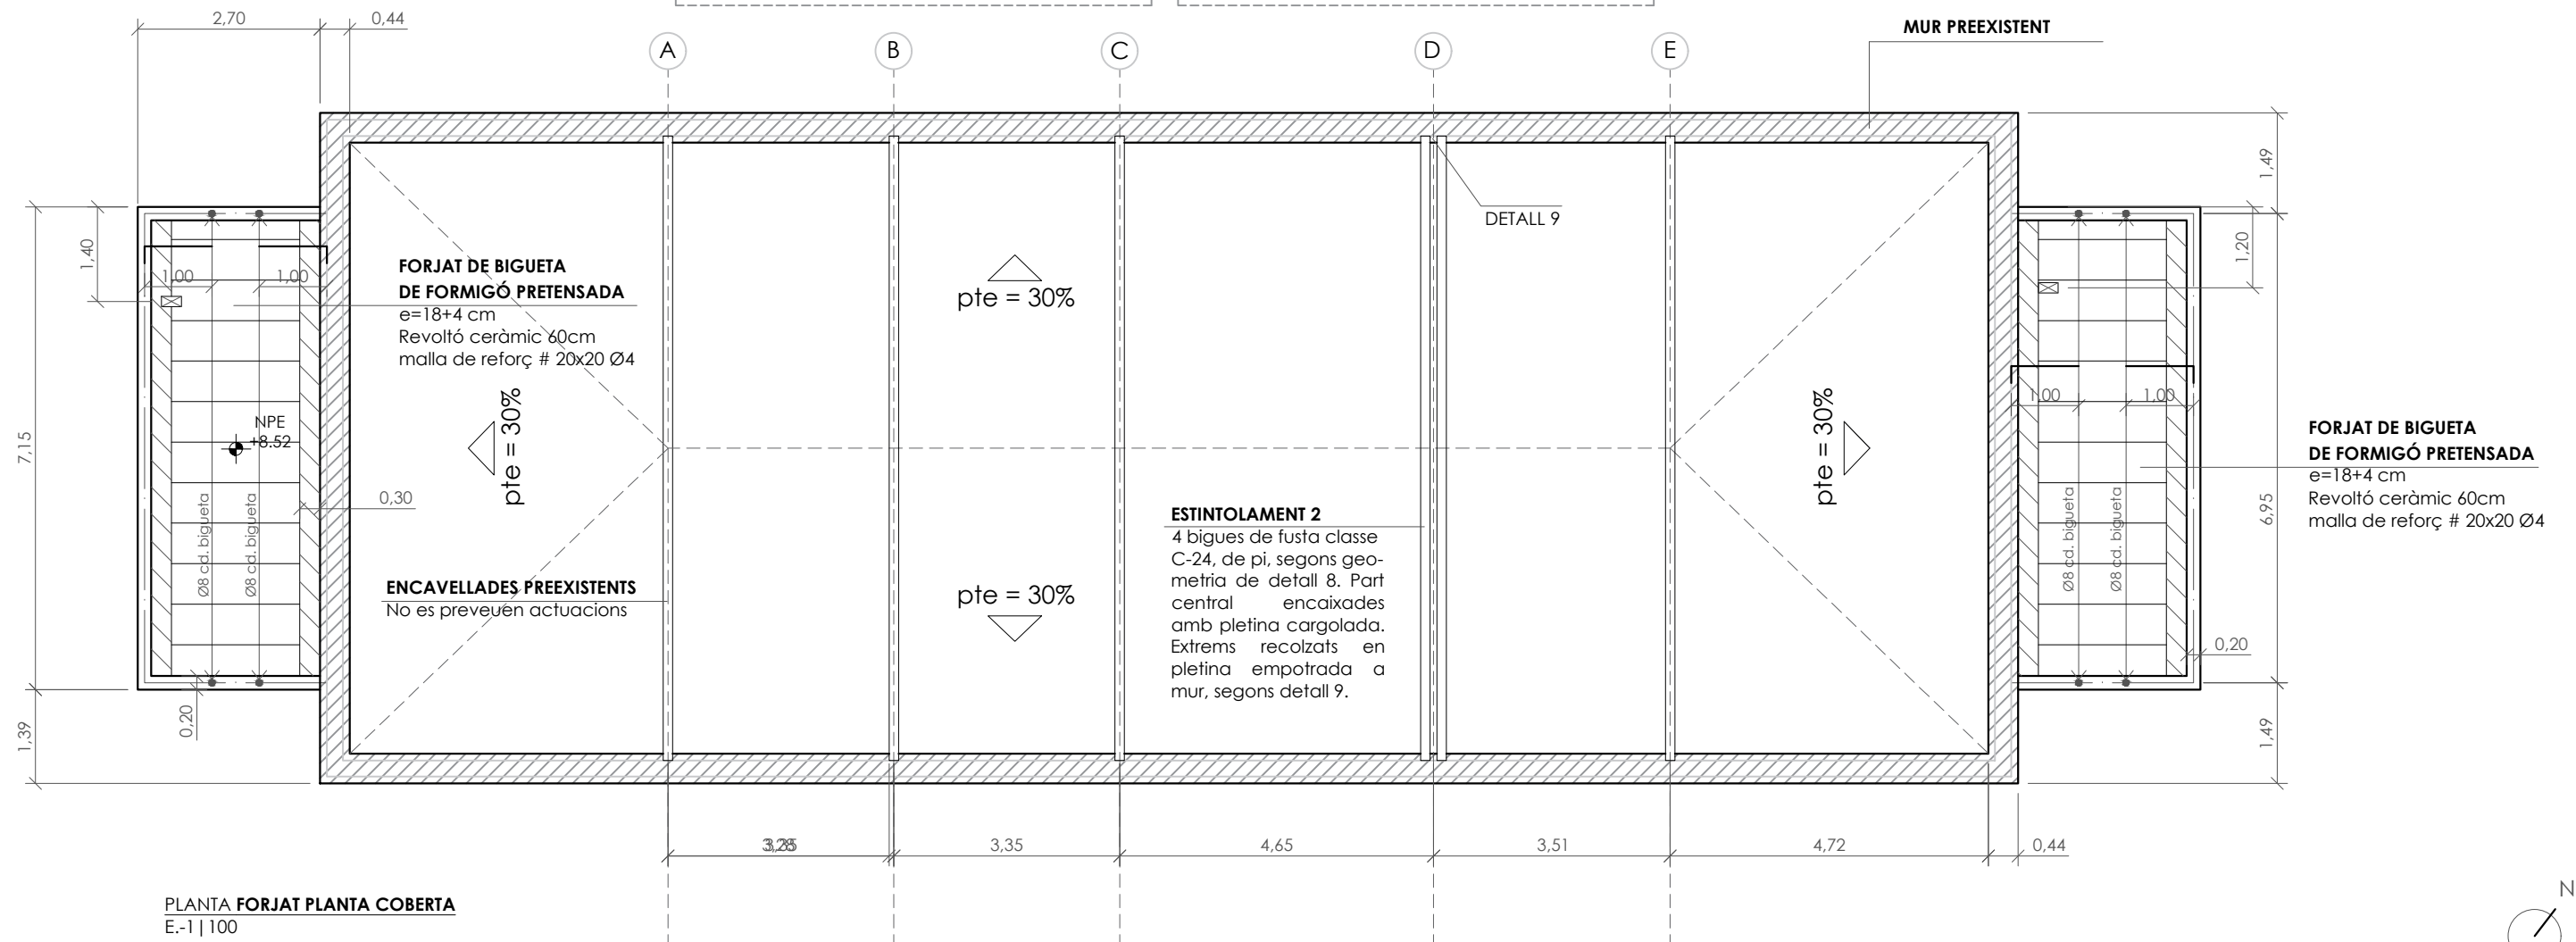 2,70
0,44
A
B
C
D
E
MUR PREEXISTENT
1,49
DETALL 9
1,40
1,20
1,00
1,00
FORJAT DE BIGUETA
DE FORMIGÓ PRETENSADA
e=18+4 cm
Revoltó ceràmic 60cm
malla de reforç # 20x20 Ø4
pte = 30%
pte = 30%
pte = 30%
1,00
1,00
NPE
+8.52
7,15
0,30
Ø8 cd. bigueta
Ø8 cd. bigueta
FORJAT DE BIGUETA
DE FORMIGÓ PRETENSADA
e=18+4 cm
Revoltó ceràmic 60cm
malla de reforç # 20x20 Ø4
6,95
Ø8 cd. bigueta
Ø8 cd. bigueta
ESTINTOLAMENT 2
4 bigues de fusta classe
C-24, de pi, segons geo-
metria de detall 8. Part
central encaixades
amb pletina cargolada.
Extrems recolzats en
pletina empotrada a
mur, segons detall 9.
ENCAVELLADES PREEXISTENTS
No es preveuen actuacions
pte = 30%
0,20
0,20
1,39
1,49
3,35
4,65
3,51
4,72
0,44
PLANTA FORJAT PLANTA COBERTA
E.-1 | 100
N